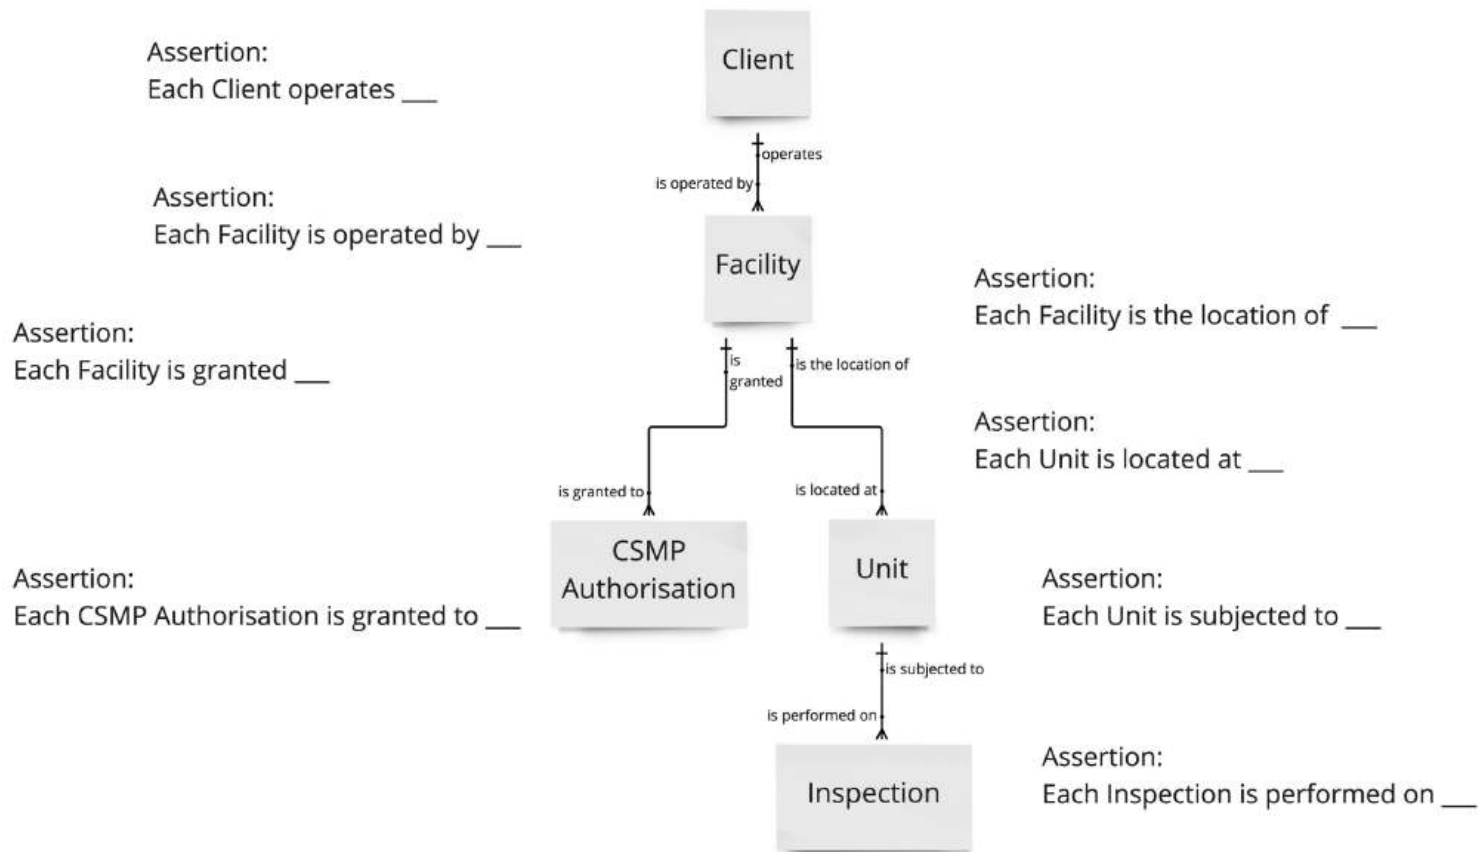 Client
Assertion:
Each Client operates ___
operates
is operated by
Assertion:
Each Facility is operated by ___
Facility
Assertion:
Each Facility is the location of ___
Assertion:
Each Facility is granted ___
is
granted
is the location of
Assertion:
Each Unit is located at ___
is granted to
is located at
CSMP
Authorisation
Unit
Assertion:
Each CSMP Authorisation is granted to ___
Assertion:
Each Unit is subjected to ___
is subjected to
is performed on
Inspection
Assertion:
Each Inspection is performed on ___